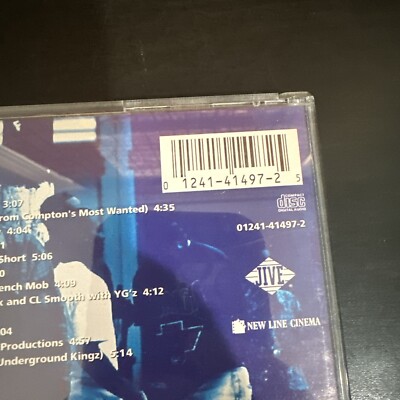 F E
3:07
0 1241-41497-2 5
rom Compton's Most Wanted) 4:35
4:04
COMPACT
disc
DIGITAL AUDIO
1
01241-41497-2
Short) 5:06
0
ench Mob 4:09
JIVE
k and CL Smooth with YG'z 4:12
NEW LINE CINEMA
04
Productions 4:57
Underground Kingz) 5:14